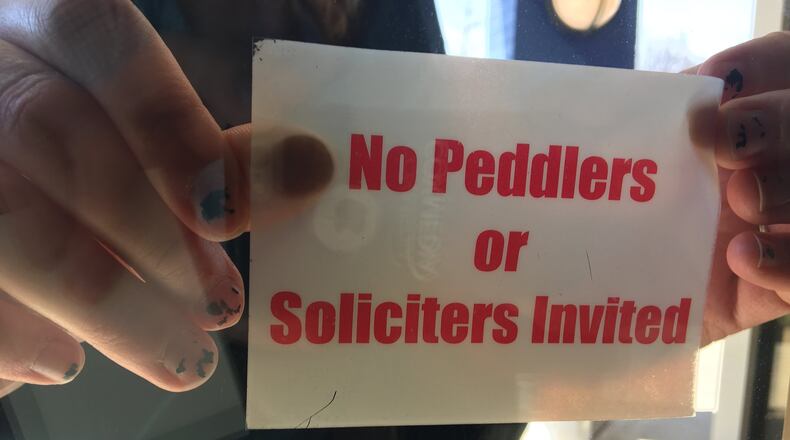 No Peddlers
or
Soliciters Invited